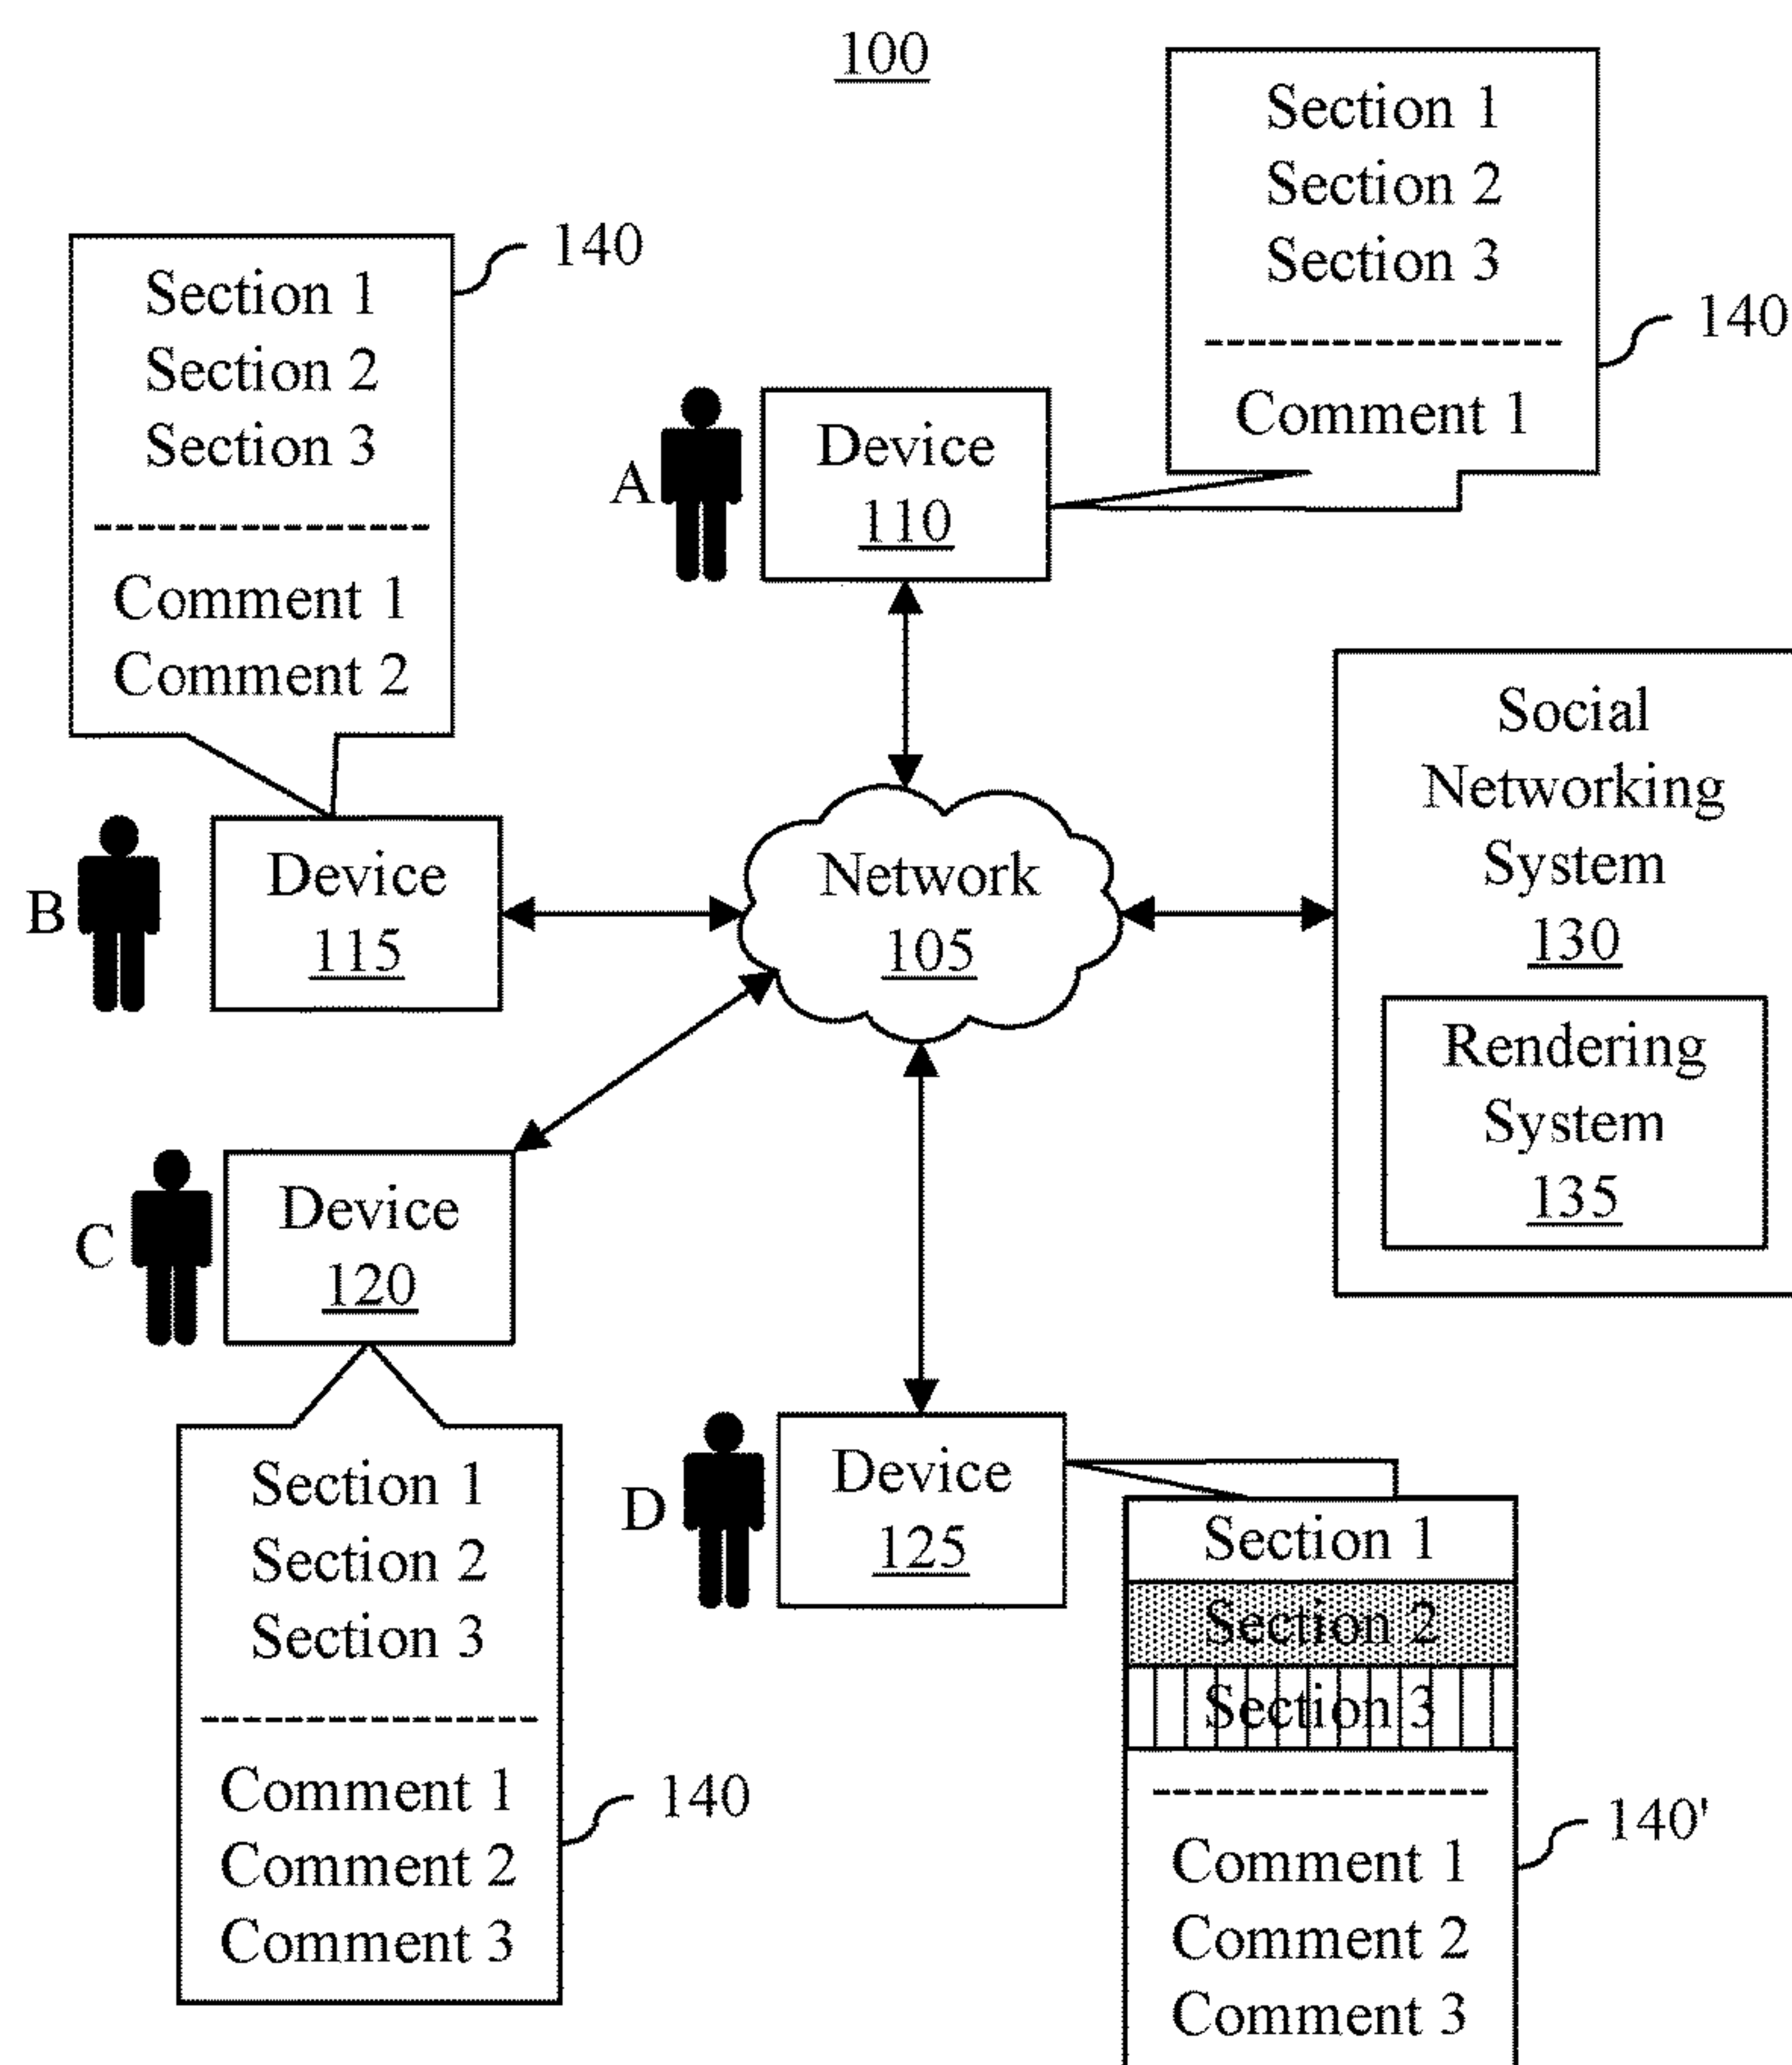 100
Section 1
Section 2
Section 3
Comment 1
140
Section 1
Section 2
Section 3
Comment 1
Comment 2
140
A
Device
110
B
Device
115
Network
105
Social
Networking
System
130
Rendering
System
135
C
Device
120
Section 1
Section 2
Section 3
Comment 1
Comment 2
Comment 3
140
D
Device
125
Section 1
Section 2
Section 3
Comment 1
Comment 2
Comment 3
140'